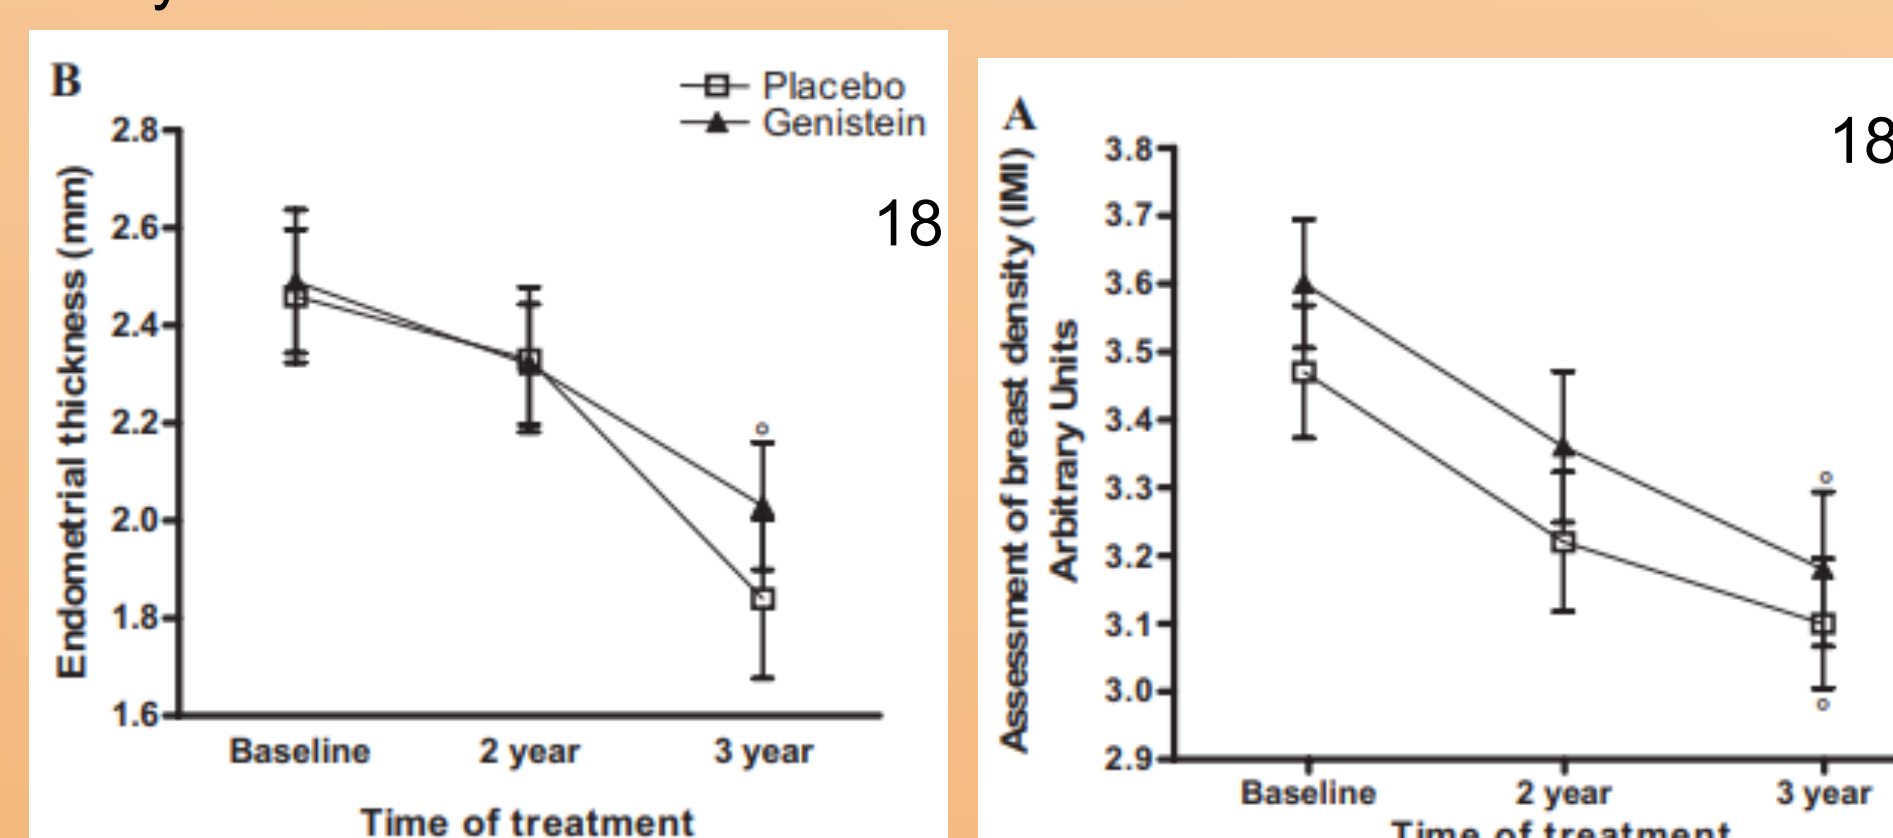 B
Placebo
Genistein
18
Endometrial thickness (mm)
2.8
2.6
2.4
2.2
2.0
1.8
1.6
Baseline 2 year 3 year
Time of treatment
A
18
Assessment of breast density (IMI)
Arbitrary Units
3.8
3.7
3.6
3.5
3.4
3.3
3.2
3.1
3.0
2.9
Baseline 2 year 3 year
Time of treatment